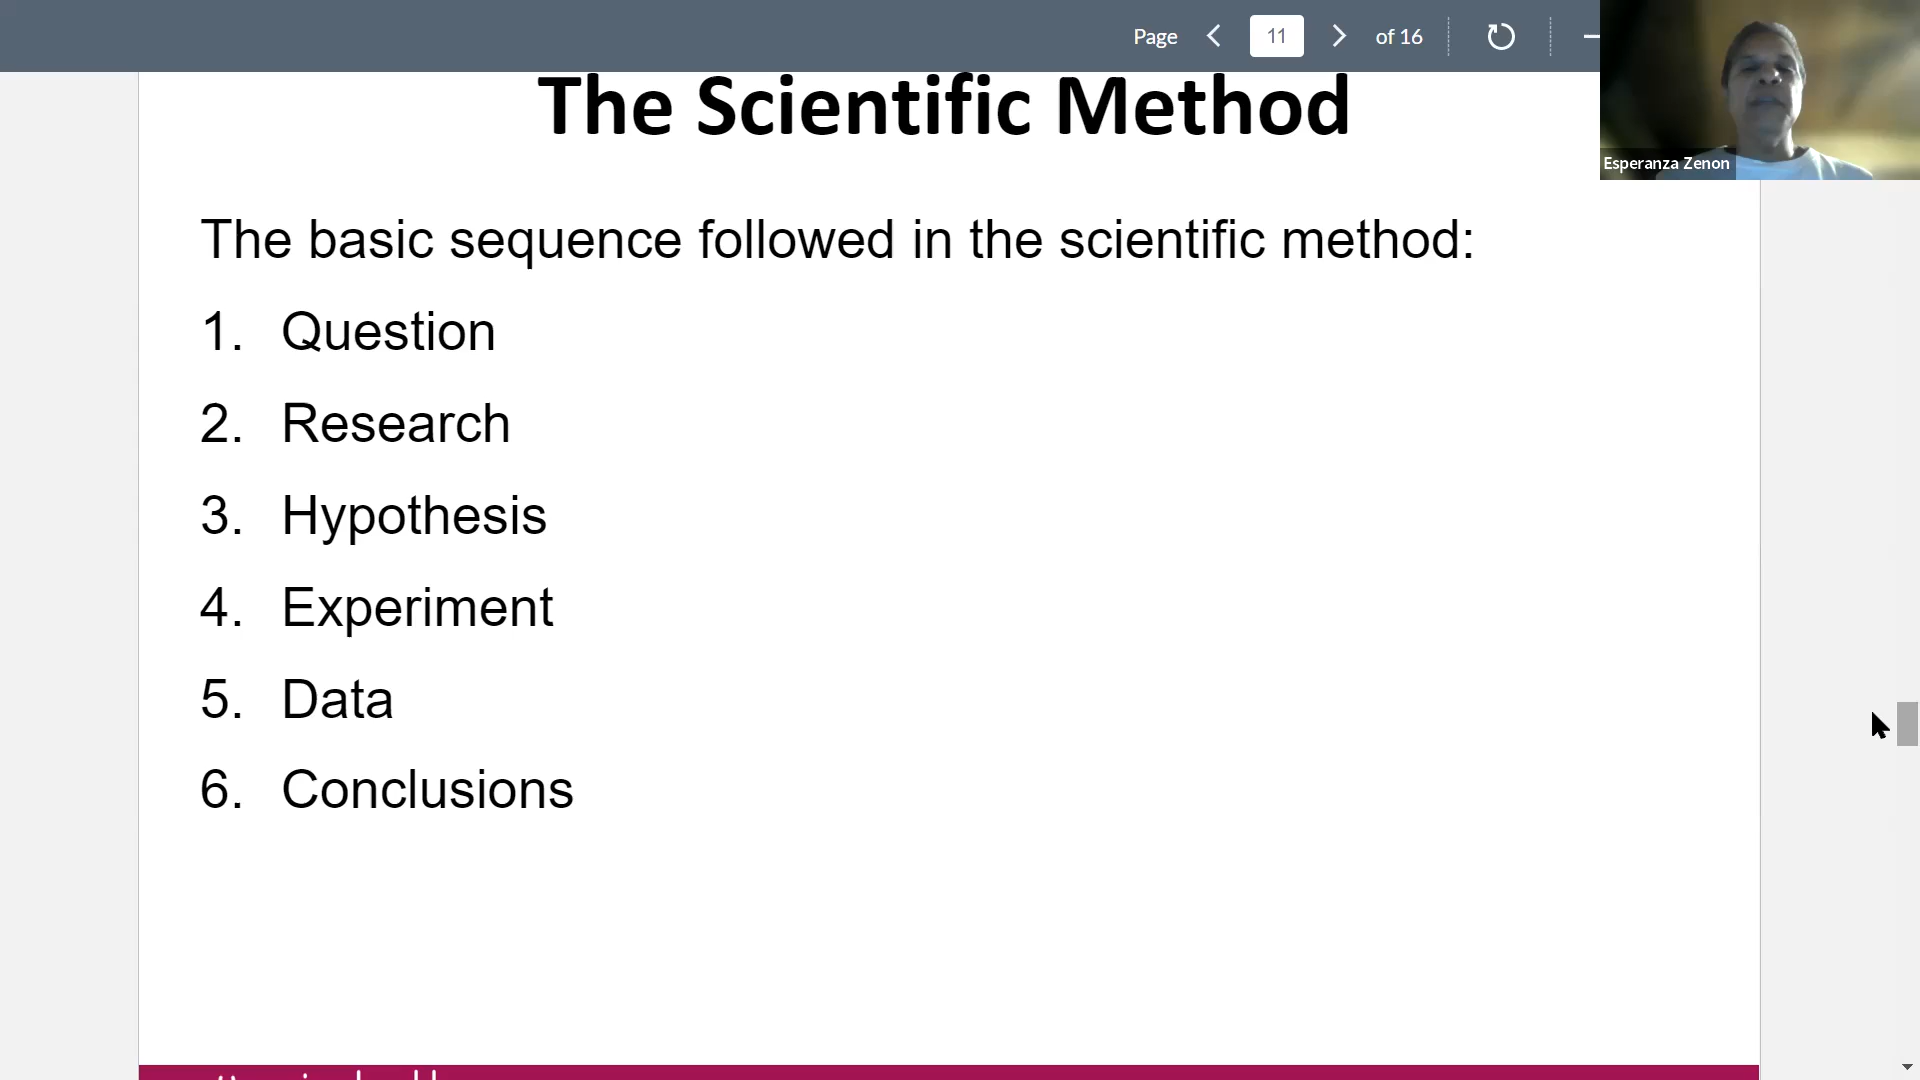 Page 11 of 16
The Scientific Method
Esperanza Zenon
The basic sequence followed in the scientific method:
1. Question
2. Research
3. Hypothesis
4. Experiment
5. Data
6. Conclusions